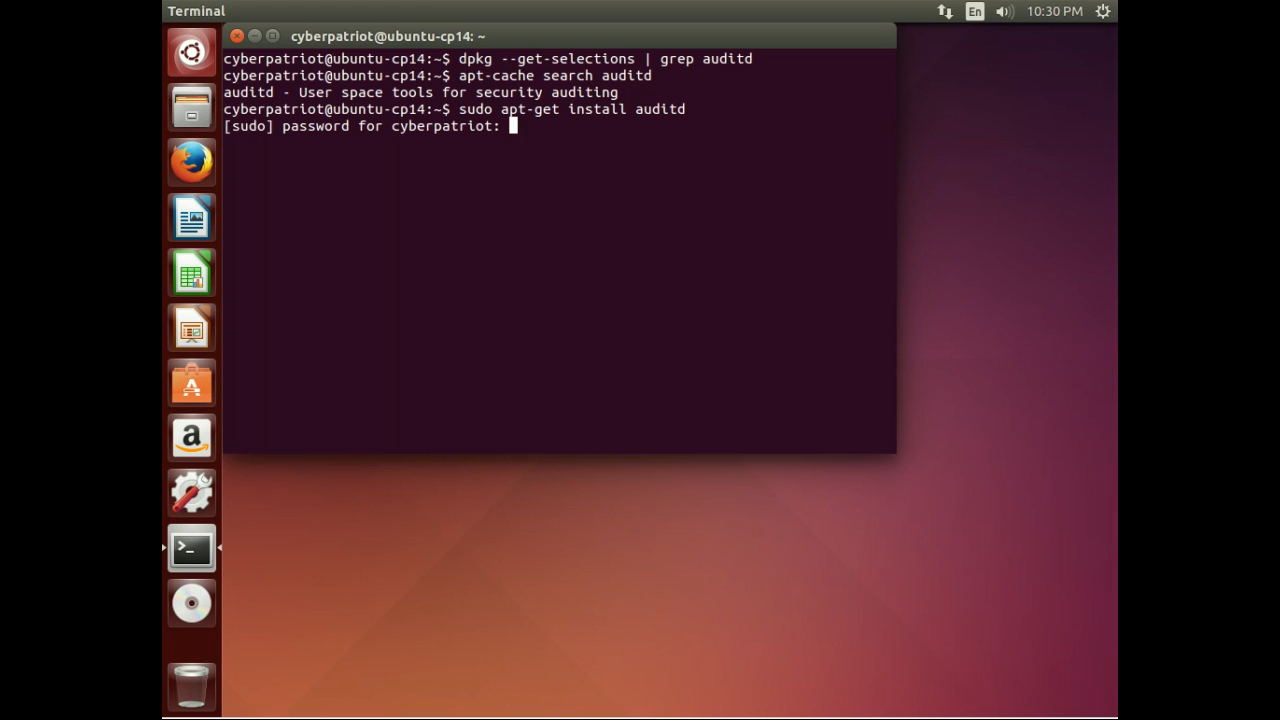 Terminal
En
10:30 PM
cyberpatriot@ubuntu-cp14: ~
cyberpatriot@ubuntu-cp14:~$ dpkg --get-selections | grep auditd
cyberpatriot@ubuntu-cp14:~$ apt-cache search auditd
auditd - User space tools for security auditing
cyberpatriot@ubuntu-cp14:~$ sudo apt-get install auditd
[sudo] password for cyberpatriot: